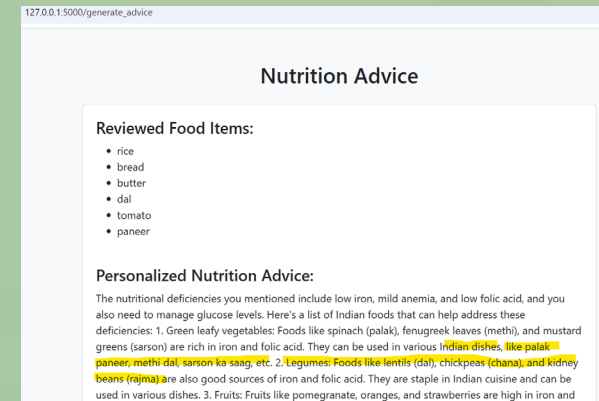 127.0.0.1:5000/generate_advice
Nutrition Advice
Reviewed Food Items:
rice
bread
butter
dal
tomato
paneer
Personalized Nutrition Advice:
The nutritional deficiencies you mentioned include low iron, mild anemia, and low folic acid, and you
also need to manage glucose levels. Here's a list of Indian foods that can help address these
deficiencies: 1. Green leafy vegetables: Foods like spinach (palak), fenugreek leaves (methi), and mustard
greens (sarson) are rich in iron and folic acid. They can be used in various Indian dishes, like palak
paneer, methi dal, sarson ka saag, etc. 2. Legumes: Foods like lentils (dal), chickpeas (chana), and kidney
beans (rajma) are also good sources of iron and folic acid. They are staple in Indian cuisine and can be
used in various dishes. 3. Fruits: Fruits like pomegranate, oranges, and strawberries are high in iron and